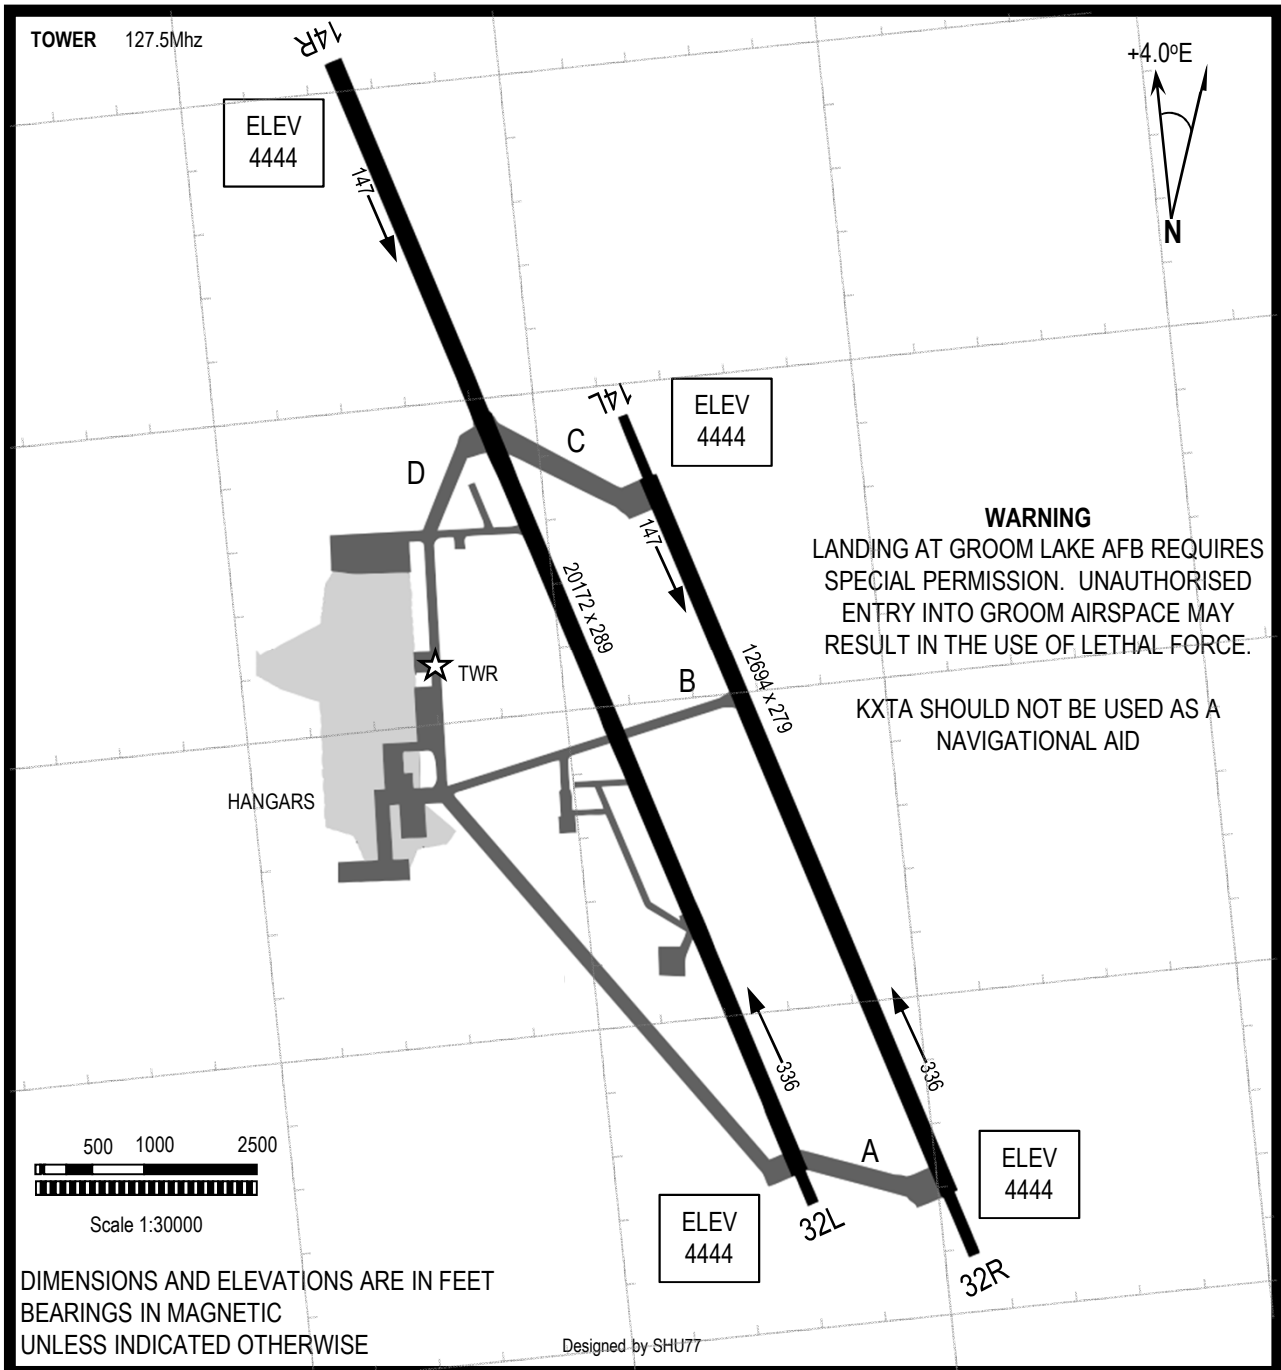 TOWER 127.5Mhz
14R
+4.0ºE
ELEV
4444
147
N
14L
ELEV
4444
C
D
WARNING
LANDING AT GROOM LAKE AFB REQUIRES
SPECIAL PERMISSION. UNAUTHORISED
ENTRY INTO GROOM AIRSPACE MAY
RESULT IN THE USE OF LETHAL FORCE.
147
20172 x 289
TWR
B
12694 x 279
KXTA SHOULD NOT BE USED AS A
NAVIGATIONAL AID
HANGARS
336
336
500 1000 2500
Scale 1:30000
A
ELEV
4444
ELEV
4444
32L
32R
DIMENSIONS AND ELEVATIONS ARE IN FEET
BEARINGS IN MAGNETIC
UNLESS INDICATED OTHERWISE
Designed by SHU77